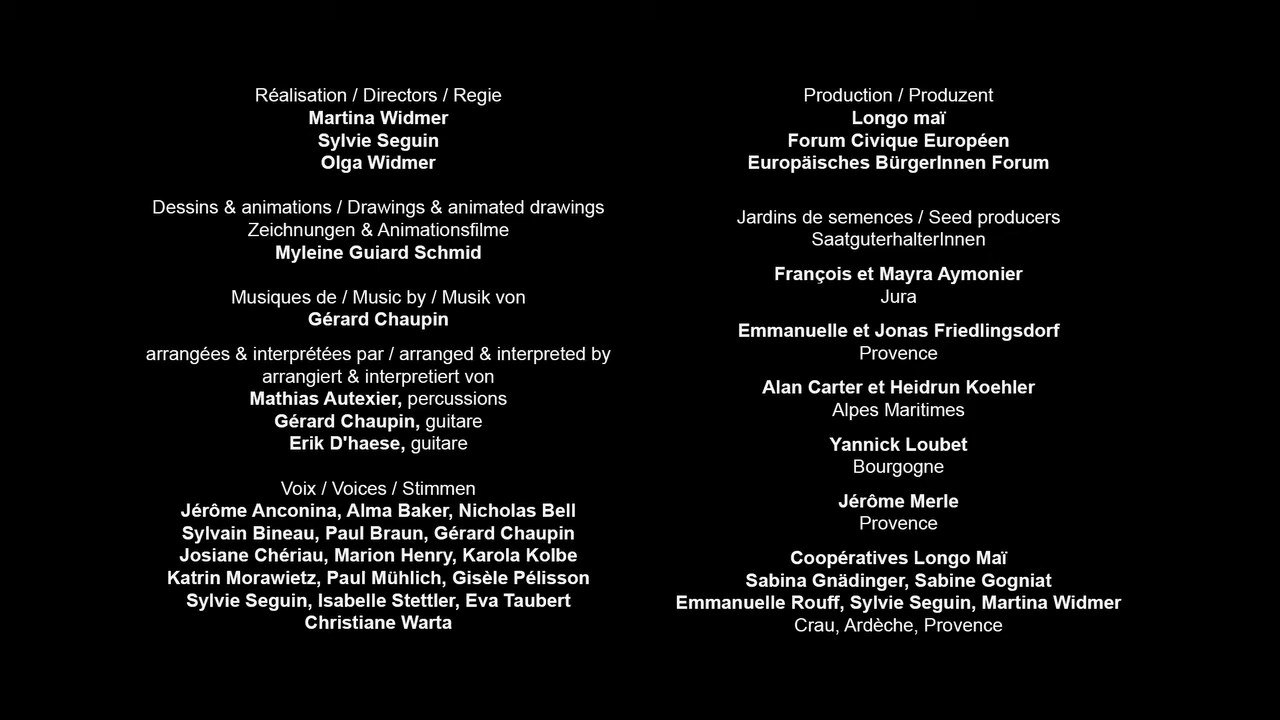 Réalisation / Directors / Regie
Martina Widmer
Sylvie Seguin
Olga Widmer
Dessins & animations / Drawings & animated drawings
Zeichnungen & Animationsfilme
Myleine Guiard Schmid
Musiques de / Music by / Musik von
Gérard Chaupin
arrangées & interprétées par / arranged & interpreted by
arrangiert & interpretiert von
Mathias Autexier, percussions
Gérard Chaupin, guitare
Erik D'haese, guitare
Voix / Voices / Stimmen
Jérôme Anconina, Alma Baker, Nicholas Bell
Sylvain Bineau, Paul Braun, Gérard Chaupin
Josiane Chériau, Marion Henry, Karola Kolbe
Katrin Morawietz, Paul Mühlich, Gisèle Pélisson
Sylvie Seguin, Isabelle Stettler, Eva Taubert
Christiane Warta
Production / Produzent
Longo maï
Forum Civique Européen
Europäisches BürgerInnen Forum
Jardins de semences / Seed producers
SaatguterhalterInnen
François et Mayra Aymonier
Jura
Emmanuelle et Jonas Friedlingsdorf
Provence
Alan Carter et Heidrun Koehler
Alpes Maritimes
Yannick Loubet
Bourgogne
Jérôme Merle
Provence
Coopératives Longo Maï
Sabina Gnädinger, Sabine Gogniat
Emmanuelle Rouff, Sylvie Seguin, Martina Widmer
Crau, Ardèche, Provence